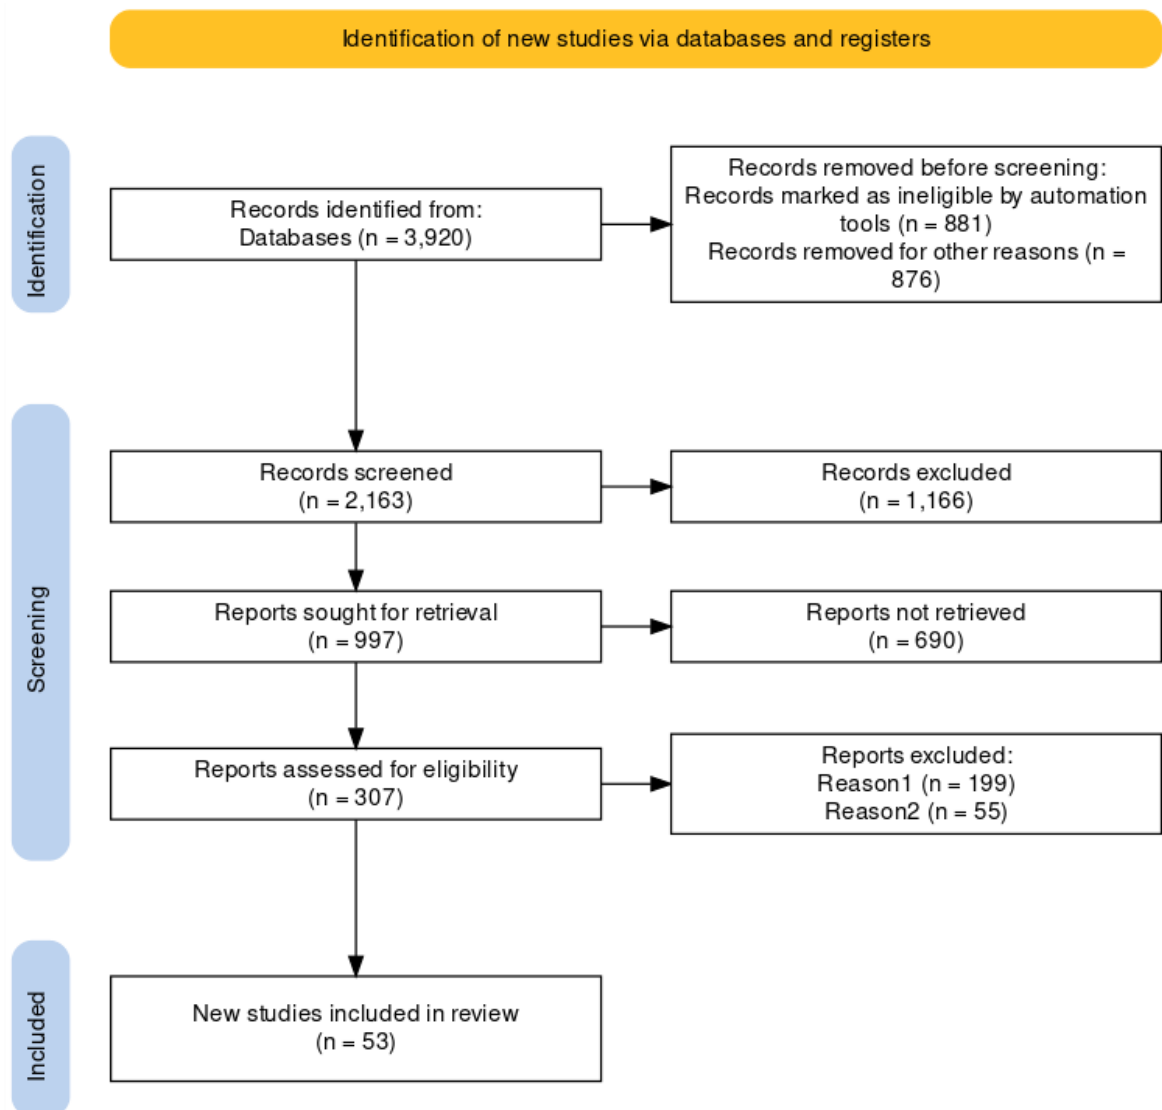 Identification of new studies via databases and registers
Identification
Records identified from:
Databases (n = 3,920)
Records removed before screening:
Records marked as ineligible by automation
tools (n = 881)
Records removed for other reasons (n =
876)
Screening
Records screened
(n = 2,163)
Records excluded
(n = 1,166)
Reports sought for retrieval
(n = 997)
Reports not retrieved
(n = 690)
Reports assessed for eligibility
(n = 307)
Reports excluded:
Reason1 (n = 199)
Reason2 (n = 55)
Included
New studies included in review
(n = 53)